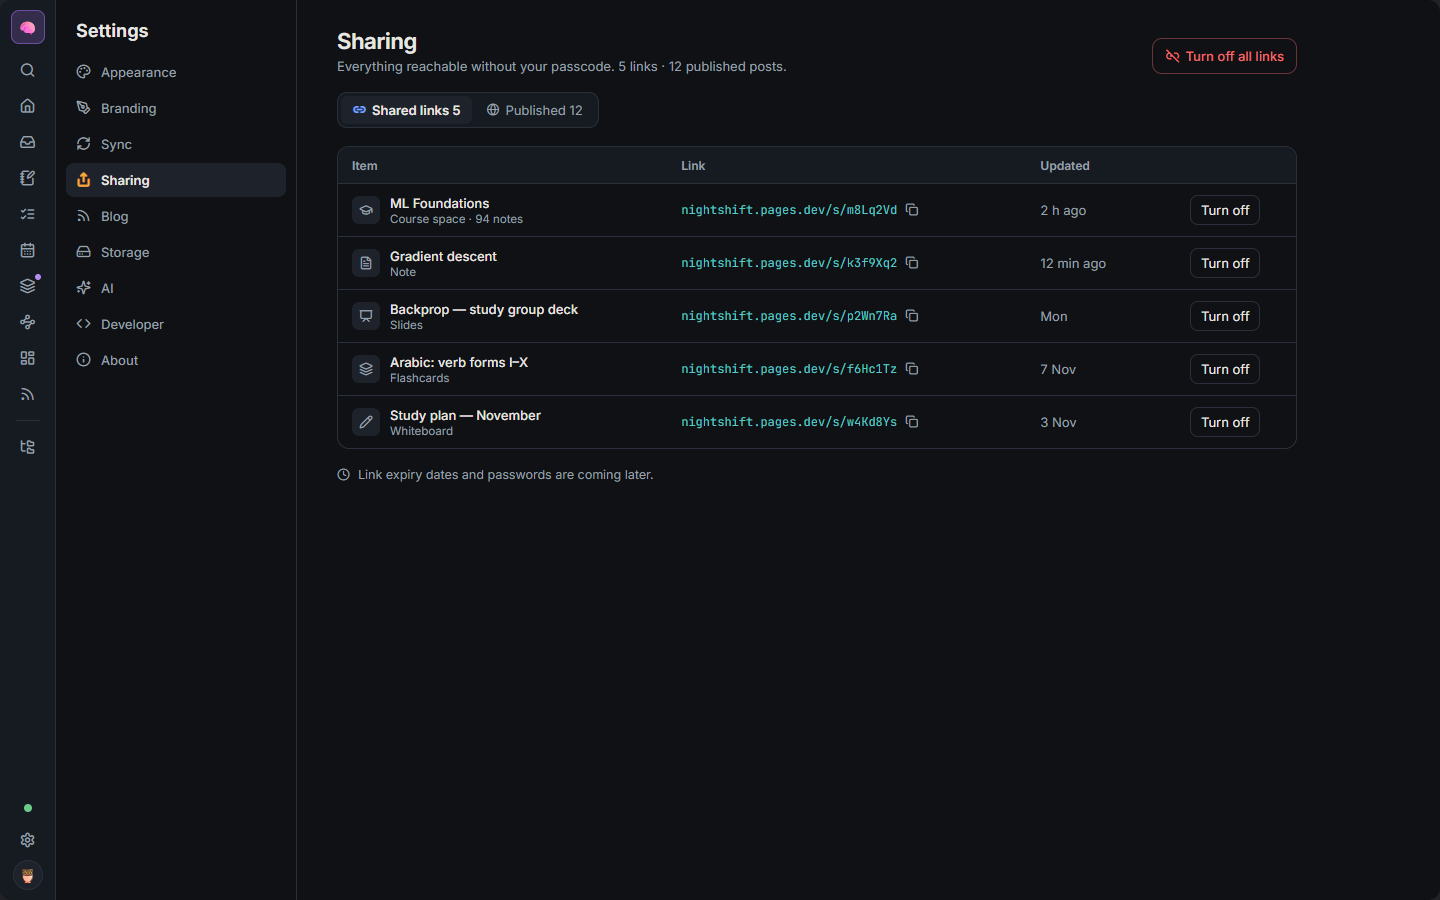 Settings
Appearance
Branding
Sync
Sharing
Blog
Storage
AI
Developer
About
Sharing
Everything reachable without your passcode. 5 links · 12 published posts.
Turn off all links
Shared links 5
Published 12
Item Link Updated
ML Foundations
Course space · 94 notes
nightshift.pages.dev/s/m8Lq2Vd
2 h ago
Turn off
Gradient descent
Note
nightshift.pages.dev/s/k3f9Xq2
12 min ago
Turn off
Backprop — study group deck
Slides
nightshift.pages.dev/s/p2Wn7Ra
Mon
Turn off
Arabic: verb forms I–X
Flashcards
nightshift.pages.dev/s/f6Hc1Tz
7 Nov
Turn off
Study plan — November
Whiteboard
nightshift.pages.dev/s/w4Kd8Ys
3 Nov
Turn off
Link expiry dates and passwords are coming later.